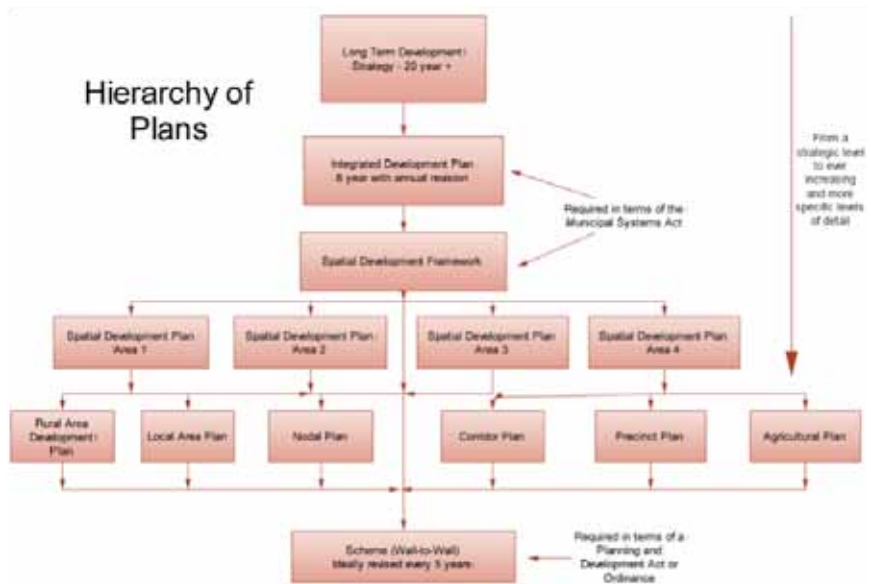 Hierarchy of
Plans
Long Term Development
Strategy - 20 year +
Integrated Development Plan
year with annual
Required in terms of the
Municipal Systems Act
Spatial Development Framework
From a
strategic level
to ever
increasing
and more
specific levels
of detail
Spatial Development Plan
Area 1
Spatial Development Plan
Area 2
Spatial Development Plan
Area 3
Spatial Development Plan
Area 4
Rural Area
Development
Plan
Local Area Plan
Nodal Plan
Corridor Plan
Precinct Plan
Agricultural Plan
Scheme (Wall-to-Wall)
Ideally revised every 5 years
Required in terms of a
Planning and
Development Act or
Ordinance